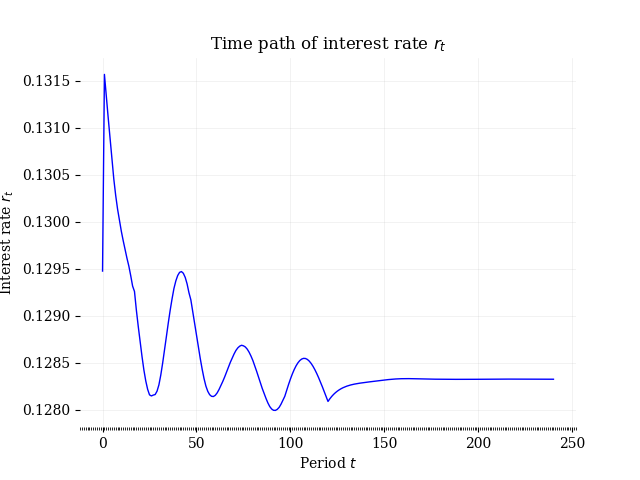 Time path of interest rate r_t
0.1315
0.1310
0.1305
0.1300
0.1295
0.1290
0.1285
0.1280
Interest rate r_t
0 50 100 150 200 250
Period t